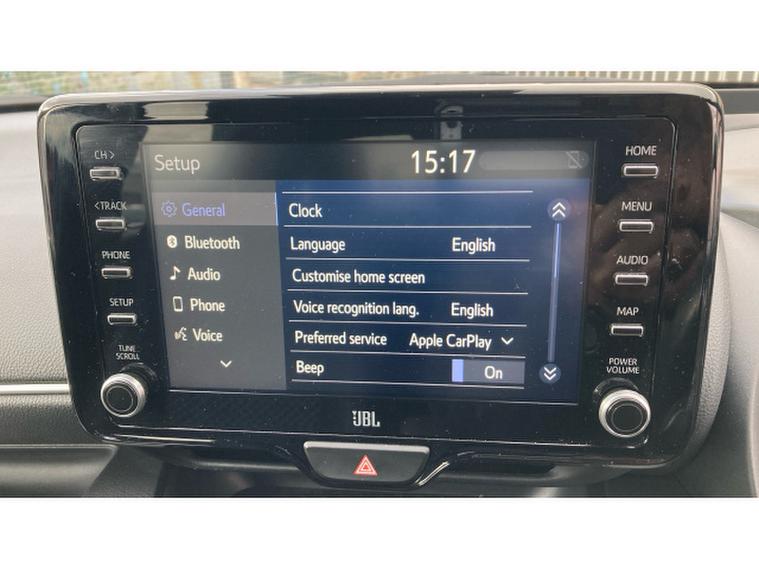 CH>
<TRACK
PHONE
SETUP
TUNE
SCROLL
Setup
15:17
General
Bluetooth
Audio
Phone
Voice
Clock
Language English
Customise home screen
Voice recognition lang. English
Preferred service Apple CarPlay
Beep On
HOME
MENU
AUDIO
MAP
POWER
VOLUME
JBL